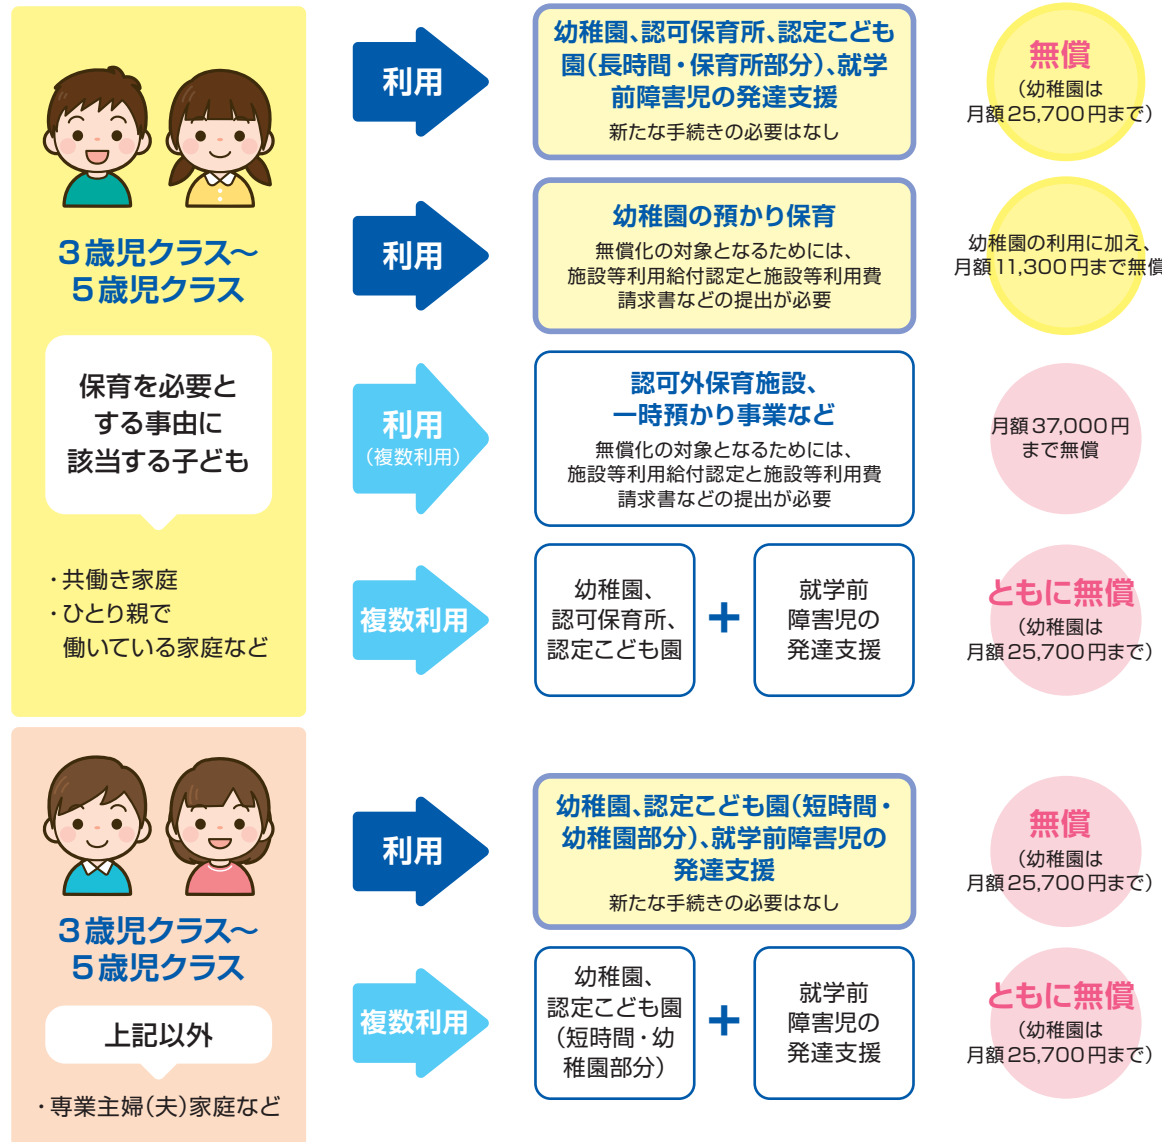 3歳児クラス〜
5歳児クラス
保育を必要と
する事由に
該当する子ども
・共働き家庭
・ひとり親で
働いている家庭など
利用
幼稚園、認可保育所、認定こども
園(長時間・保育所部分)、就学
前障害児の発達支援
新たな手続きの必要はなし
無償
(幼稚園は
月額25,700円まで)
利用
幼稚園の預かり保育
無償化の対象となるためには、
施設等利用給付認定と施設等利用費
請求書などの提出が必要
幼稚園の利用に加え、
月額11,300円まで無償
利用
(複数利用)
認可外保育施設、
一時預かり事業など
無償化の対象となるためには、
施設等利用給付認定と施設等利用費
請求書などの提出が必要
月額37,000円
まで無償
複数利用
幼稚園、
認可保育所、
認定こども園
+
就学前
障害児の
発達支援
ともに無償
(幼稚園は
月額25,700円まで)
3歳児クラス〜
5歳児クラス
上記以外
・専業主婦(夫)家庭など
利用
幼稚園、認定こども園(短時間・
幼稚園部分)、就学前障害児の
発達支援
新たな手続きの必要はなし
無償
(幼稚園は
月額25,700円まで)
複数利用
幼稚園、
認定こども園
(短時間・幼
稚園部分)
+
就学前
障害児の
発達支援
ともに無償
(幼稚園は
月額25,700円まで)